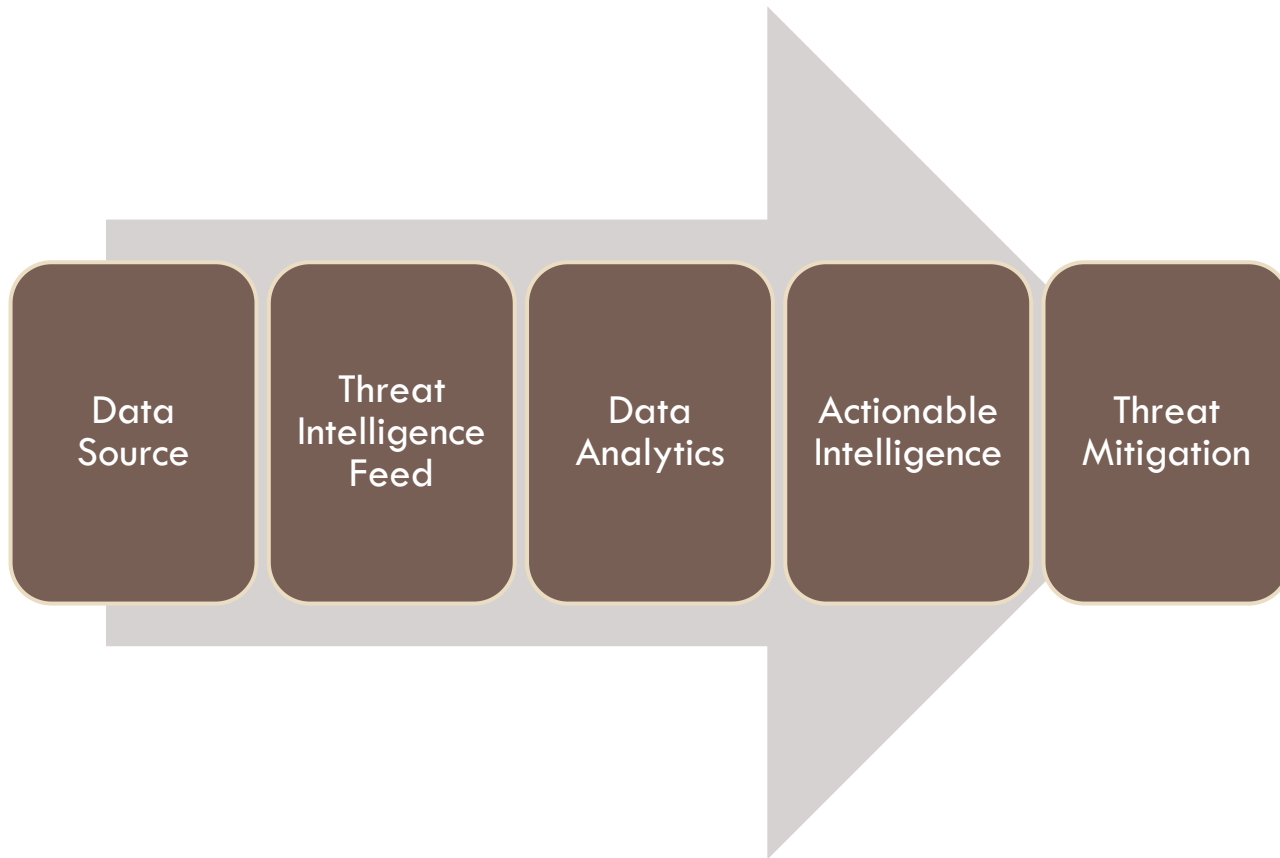 Data
Source
Threat
Intelligence
Feed
Data
Analytics
Actionable
Intelligence
Threat
Mitigation